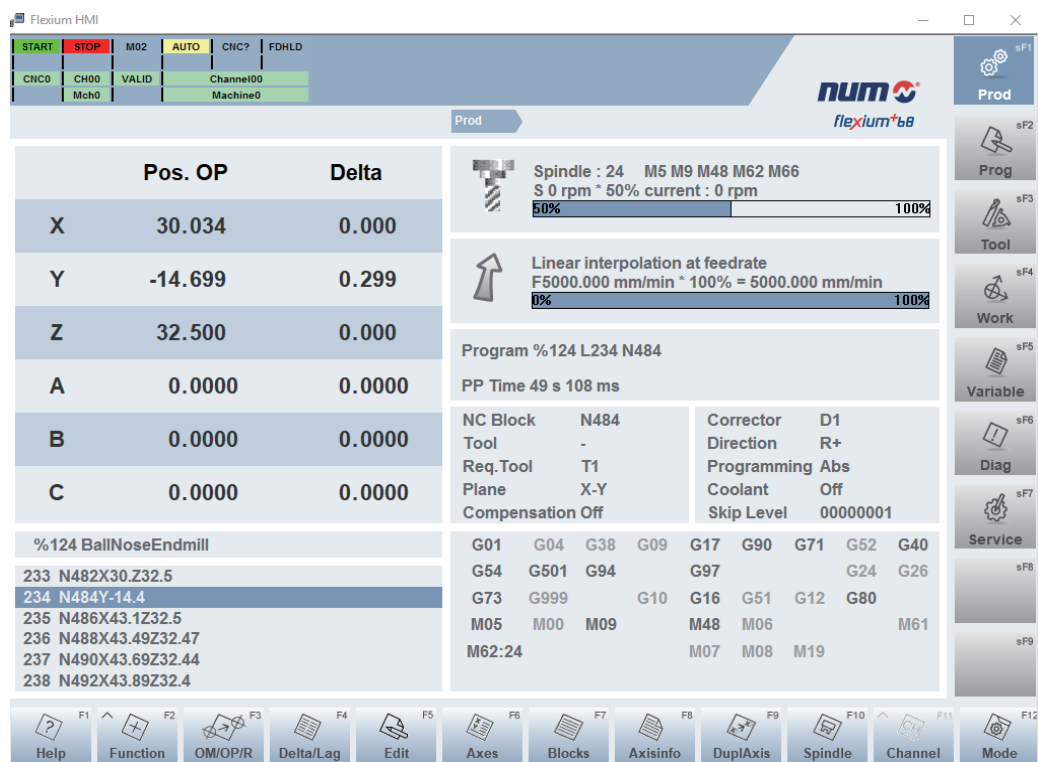 Flexium HMI
START STOP M02 AUTO CNC? FDHLD
CNC0 CH00 VALID Channel00
Mch0 Machine0
num
flexium+68
Prod
sF1
Prod
sF2
Prog
sF3
Tool
sF4
Work
sF5
Variable
sF6
Diag
sF7
Service
sF8
sF9
Pos. OP Delta
X 30.034 0.000
Y -14.699 0.299
Z 32.500 0.000
A 0.0000 0.0000
B 0.0000 0.0000
C 0.0000 0.0000
Spindle : 24 M5 M9 M48 M62 M66
S 0 rpm * 50% current : 0 rpm
50% 100%
Linear interpolation at feedrate
F5000.000 mm/min * 100% = 5000.000 mm/min
0% 100%
Program %124 L234 N484
PP Time 49 s 108 ms
NC Block N484
Tool -
Req.Tool T1
Plane X-Y
Compensation Off
Corrector D1
Direction R+
Programming Abs
Coolant Off
Skip Level 00000001
%124 BallNoseEndmill
233 N482X30.Z32.5
234 N484Y-14.4
235 N486X43.1Z32.5
236 N488X43.49Z32.47
237 N490X43.69Z32.44
238 N492X43.89Z32.4
G01 G04 G38 G09 G17 G90 G71 G52 G40
G54 G501 G94 G97 G24 G26
G73 G999 G10 G16 G51 G12 G80
M05 M00 M09 M48 M06 M61
M62:24 M07 M08 M19
F1 F2 F3 F4 F5 F6 F7 F8 F9 F10 F11 F12
Help Function OM/OP/R Delta/Lag Edit Axes Blocks Axisinfo DuplAxis Spindle Channel Mode